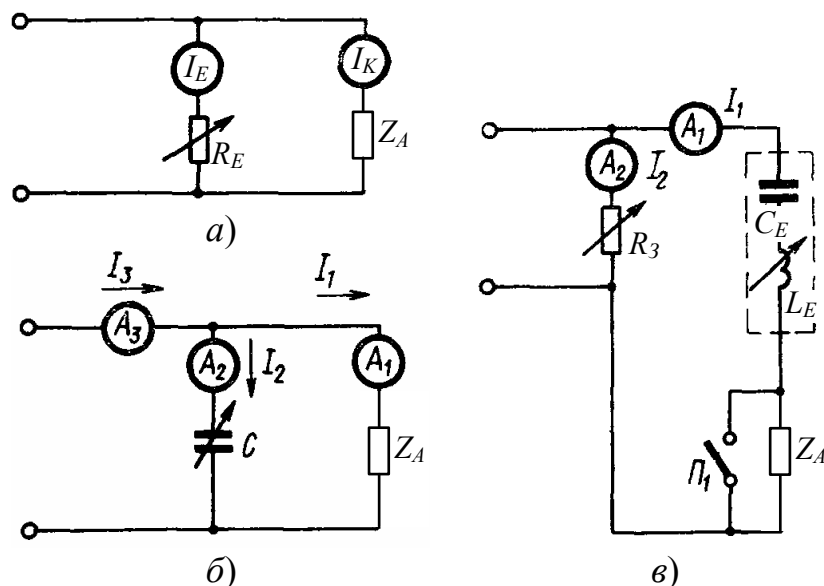 I_E
I_K
R_E
Z_A
а)
I_3
I_1
A_3
A_2
I_2
A_1
C
Z_A
б)
A_1
I_1
A_2
I_2
R_3
C_E
L_E
П_1
Z_A
в)